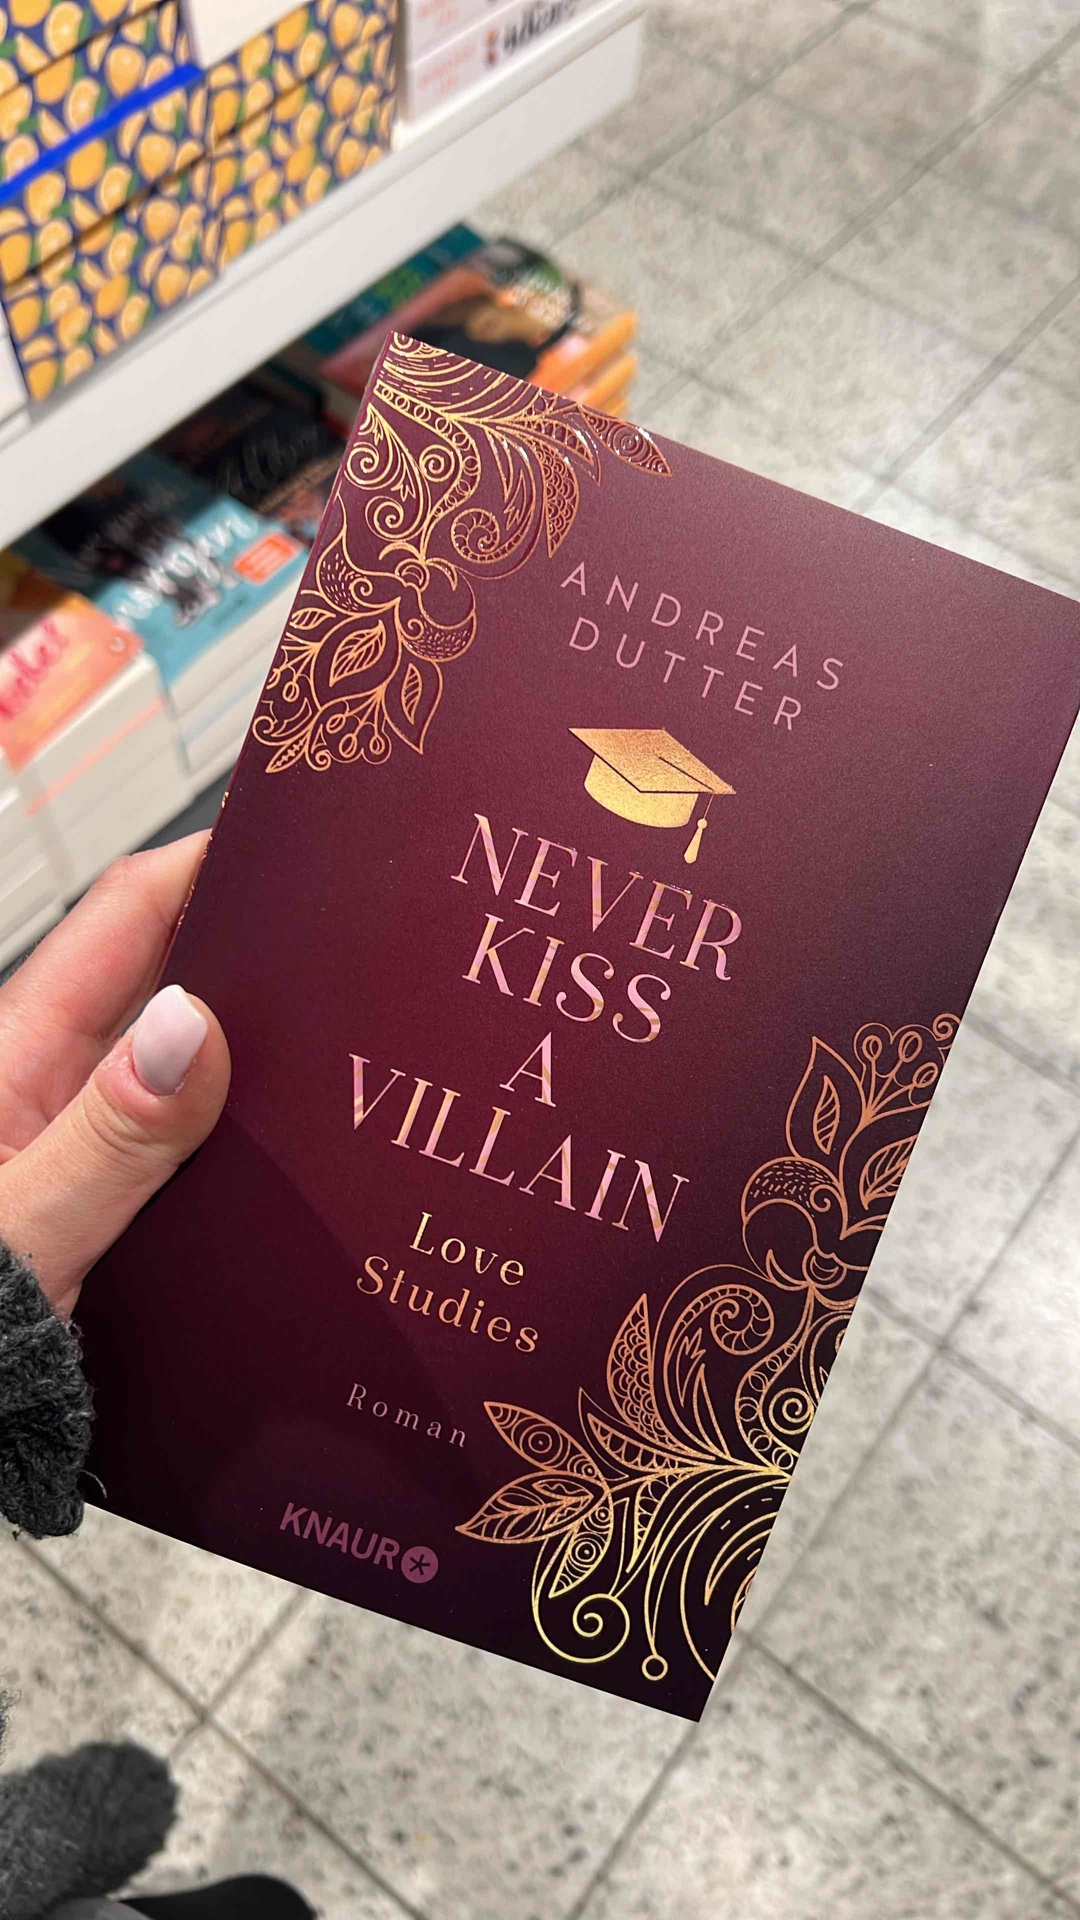 ANDREAS
DUTTER
NEVER
KISS
A
VILLAIN
Love
Studies
Roman
KNAUR